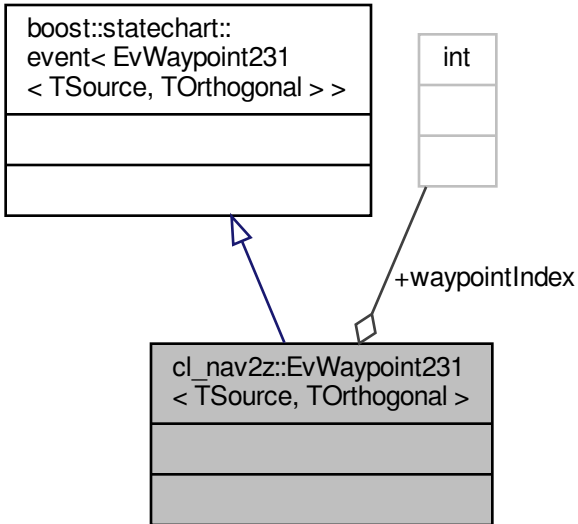 boost::statechart::
event< EvWaypoint231
< TSource, TOrthogonal > >
int
+waypointIndex
cl_nav2z::EvWaypoint231
< TSource, TOrthogonal >